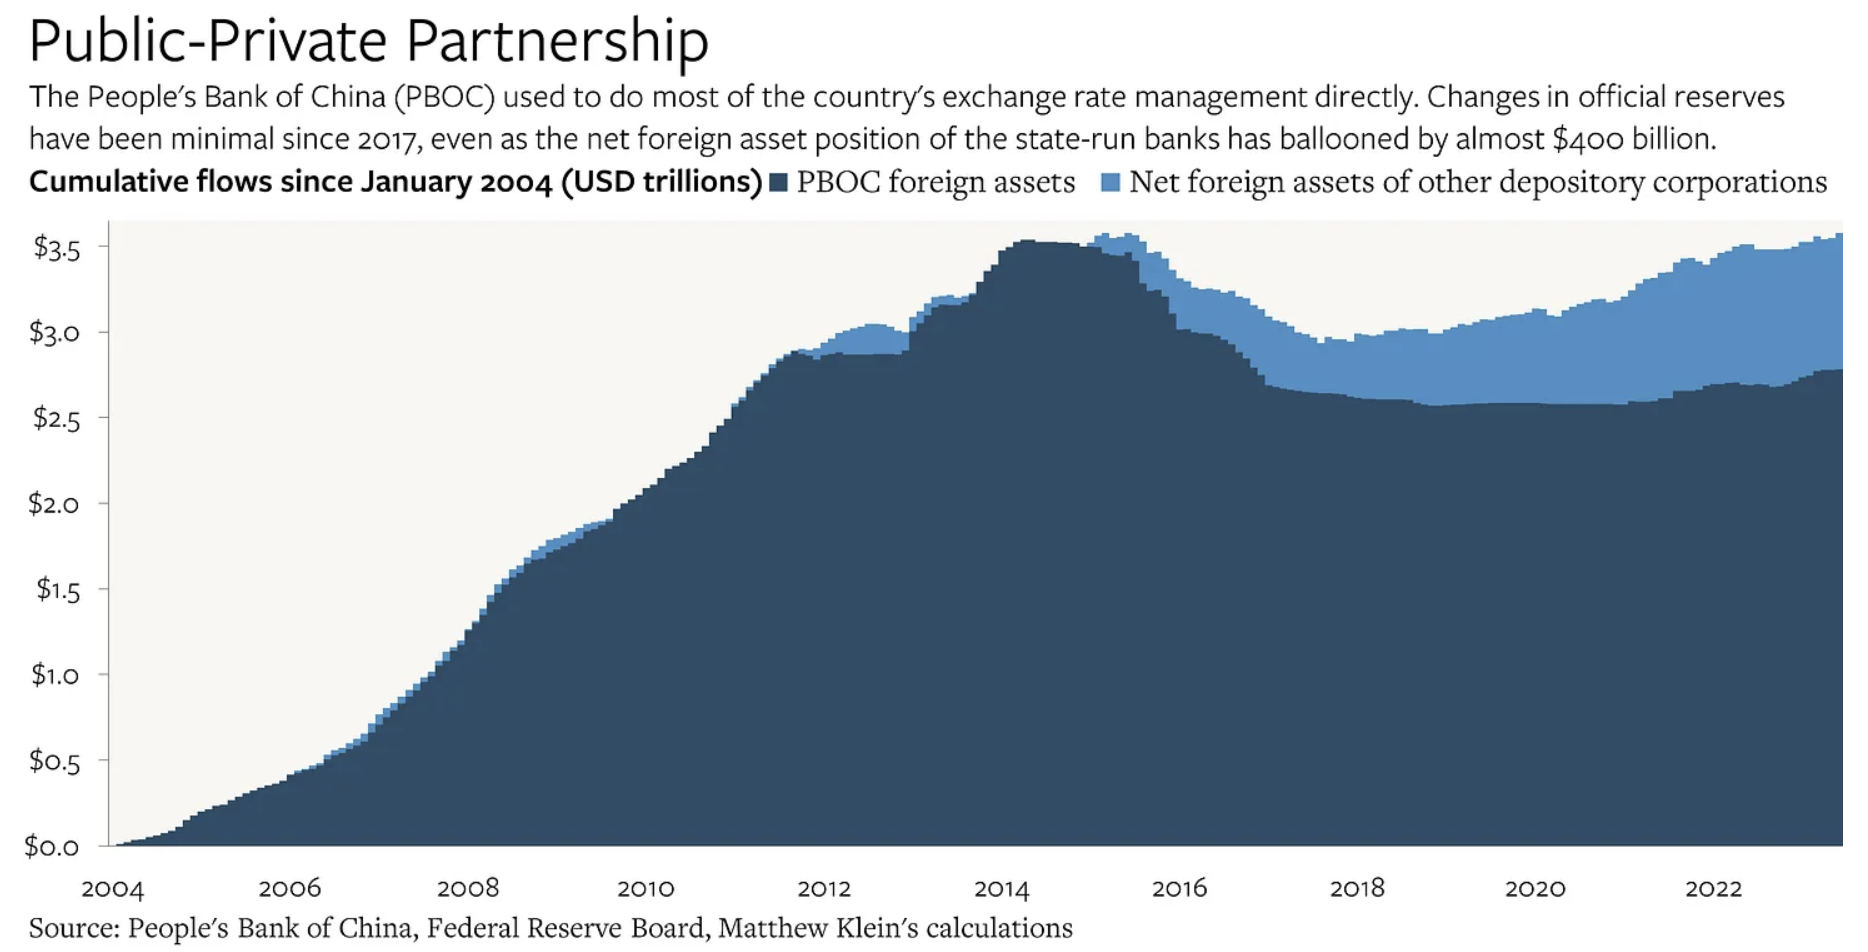 Public-Private Partnership
The People's Bank of China (PBOC) used to do most of the country's exchange rate management directly. Changes in official reserves
have been minimal since 2017, even as the net foreign asset position of the state-run banks has ballooned by almost $400 billion.
Cumulative flows since January 2004 (USD trillions) PBOC foreign assets Net foreign assets of other depository corporations
$3.5
$3.0
$2.5
$2.0
$1.5
$1.0
$0.5
$0.0
2004 2006 2008 2010 2012 2014 2016 2018 2020 2022
Source: People's Bank of China, Federal Reserve Board, Matthew Klein's calculations